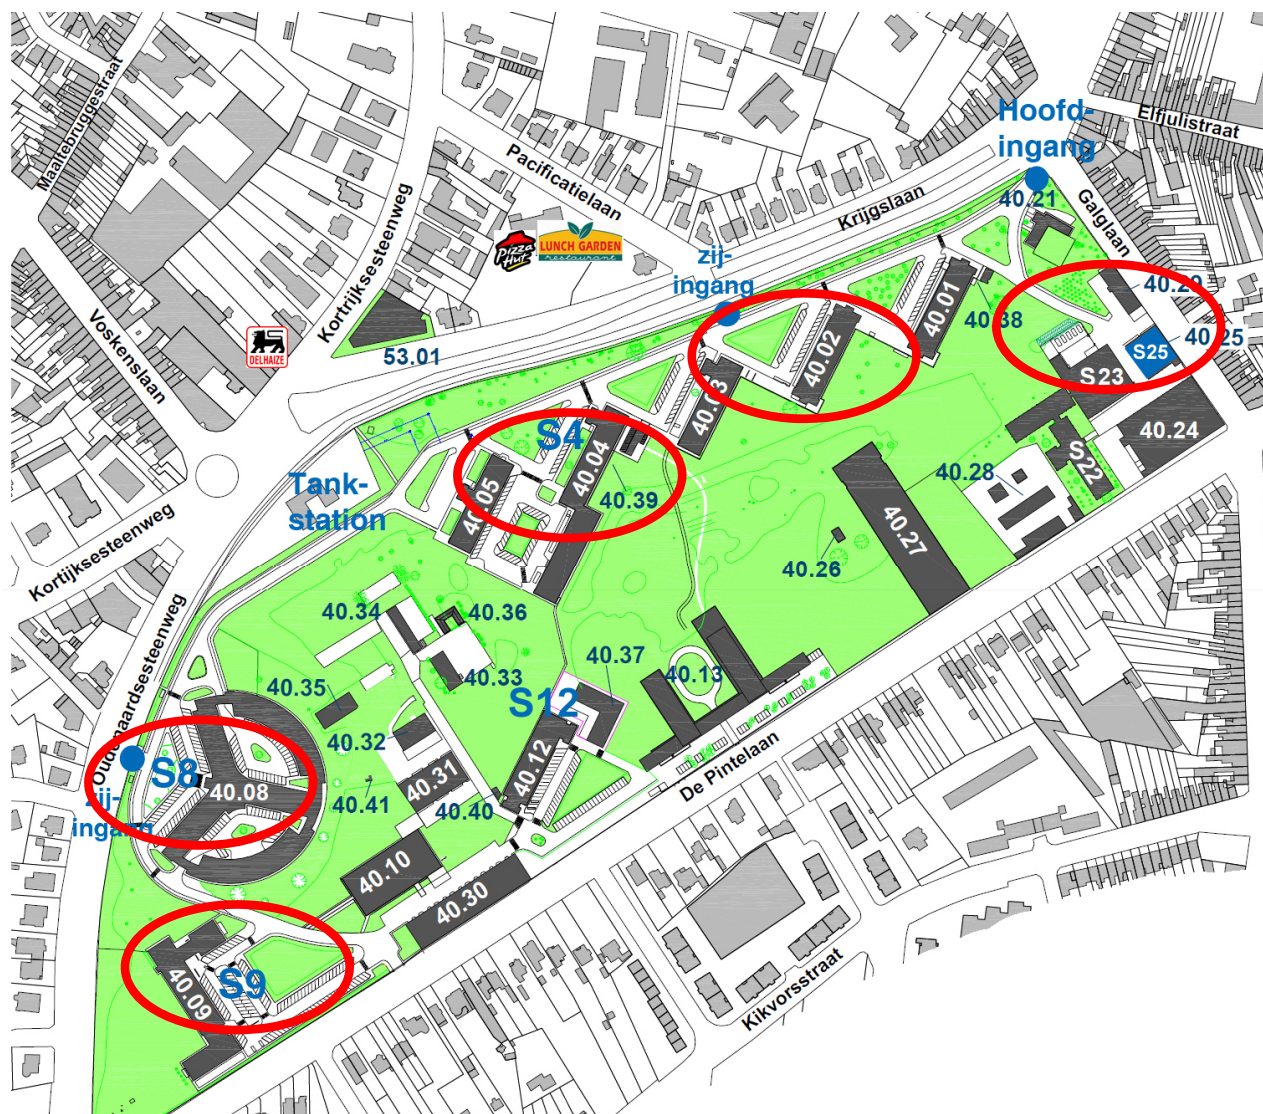 Hoofd-
ingang
40.21
Elfjulistraat
Maaltebruggestraat
Pacificatielaan
Krijgslaan
Galglaan
Kortrijksesteenweg
Pizza
Hut
LUNCH GARDEN
restaurant
zij-
ingang
40.01
40.29
40.38
40.25
S25
S23
Voskenslaan
DELHAIZE
53.01
40.02
40.03
S4
40.04
40.05
40.39
40.24
S22
40.28
40.27
40.26
Tank-
station
Kortijksesteenweg
Oudenaardsesteenweg
40.34
40.36
40.33
40.37
40.13
S12
40.35
40.32
40.12
De Pintelaan
S8
40.08
zij-
ingang
40.41
40.31
40.40
40.10
40.30
S9
40.09
Kikvorsstraat